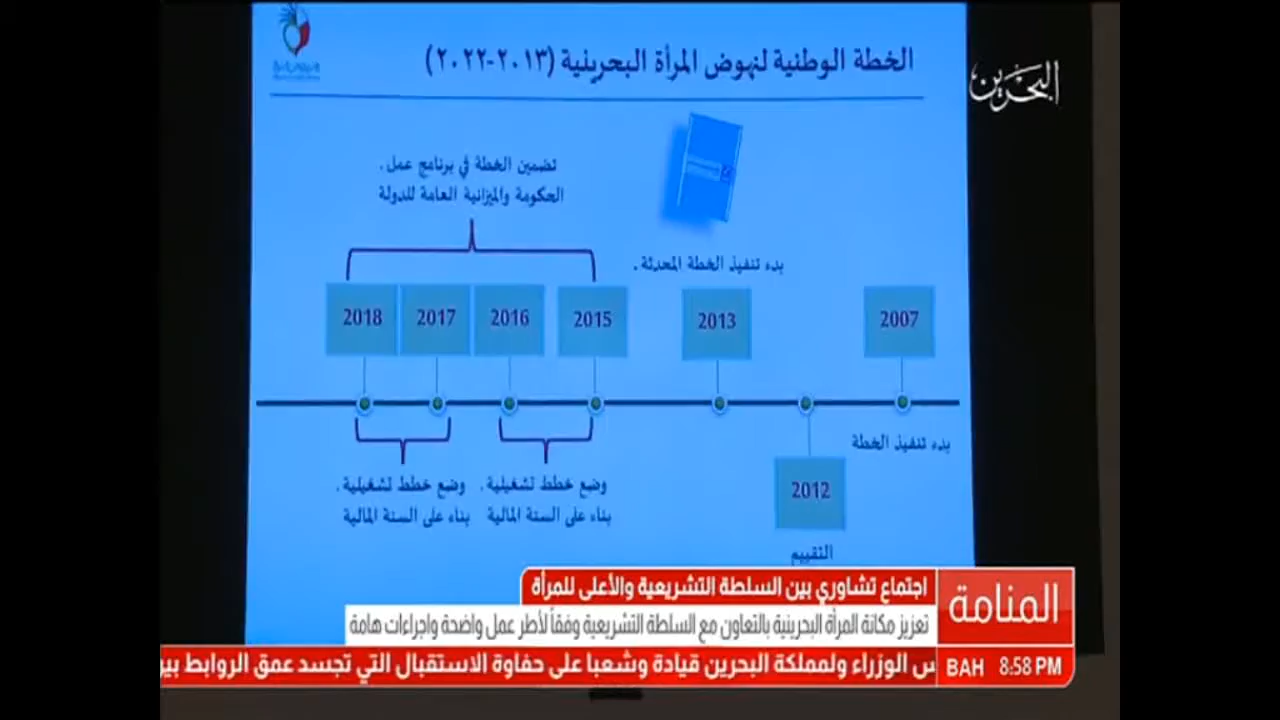 الخطة الوطنية لنهوض المرأة البحرينية (٢٠١٣-٢٠٢٢)
البحرين
تضمين الخطة في برنامج عمل .
الحكومة والميزانية العامة للدولة
بدء تنفيذ الخطة المحدثة .
2007
2013
2015
2016
2017
2018
بدء تنفيذ الخطة
2012
التقييم
وضع خطط تشغيلية .
بناء على السنة المالية
وضع خطط تشغيلية .
بناء على السنة المالية
المنامة
اجتماع تشاوري بين السلطة التشريعية والأعلى للمرأة
تعزيز مكانة المرأة البحرينية بالتعاون مع السلطة التشريعية وفقاً لأطر عمل واضحة واجراءات هامة
BAH 8:58 PM
س الوزراء ولمملكة البحرين قيادة وشعبا على حفاوة الاستقبال التي تجسد عمق الروابط بين